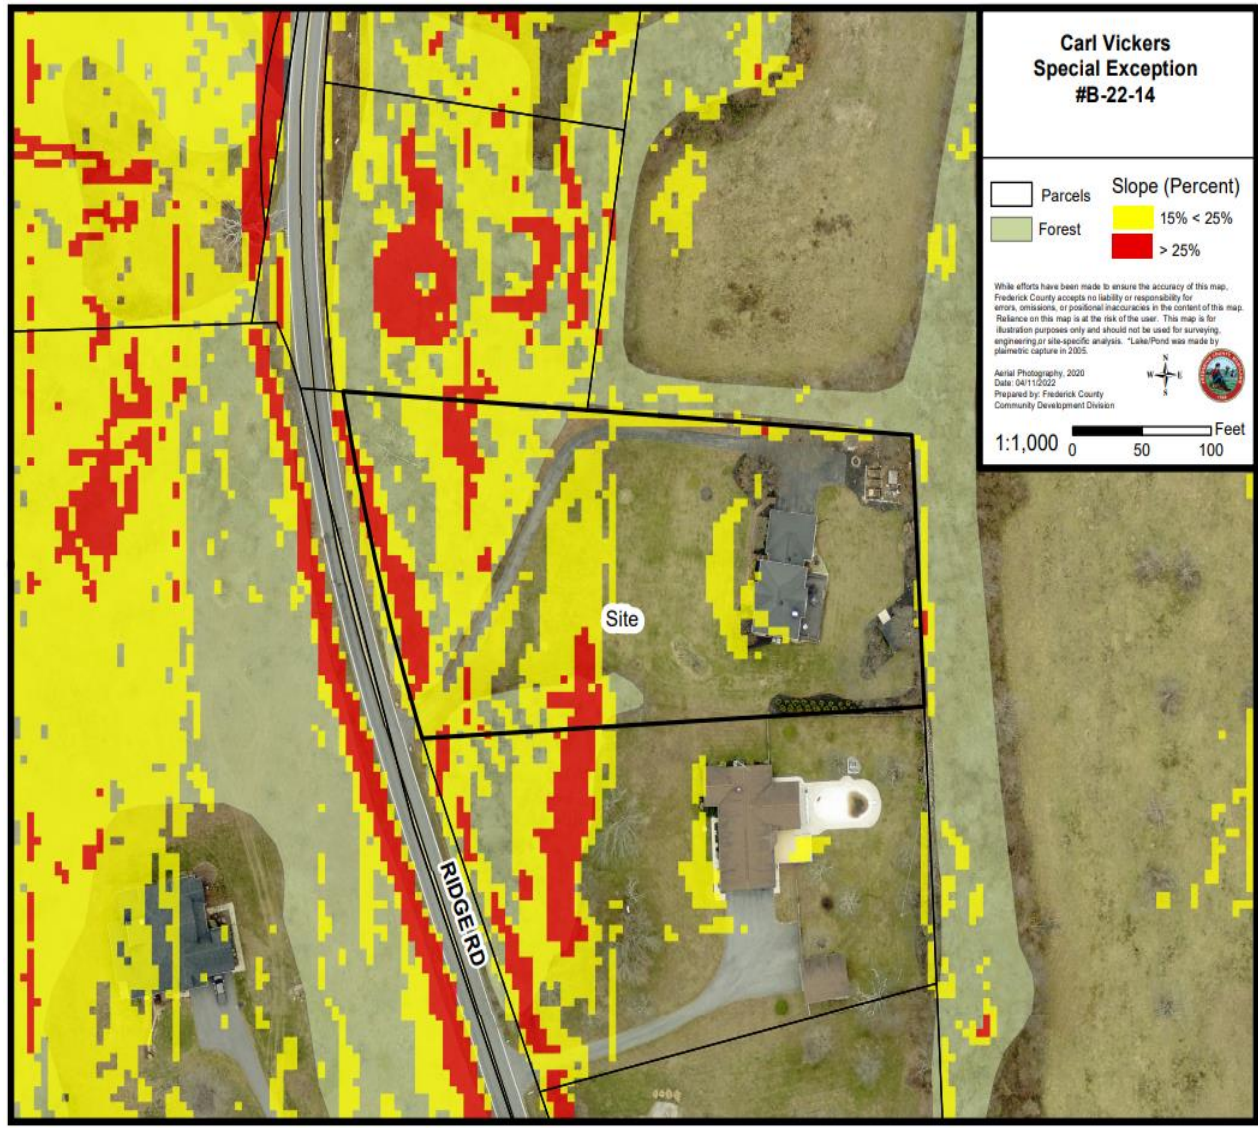 Carl Vickers
Special Exception
#B-22-14
Parcels
Forest
Slope (Percent)
15% < 25%
> 25%
While efforts have been made to ensure the accuracy of this map,
Frederick County accepts no liability or responsibility for
errors, omissions, or positional inaccuracies in the content of this map.
Reliance on this map is at the risk of the user. This map is for
illustration purposes only and should not be used for surveying,
engineering,or site-specific analysis. *Lake/Pond was made by
plaimetric capture in 2005.
Aerial Photography, 2020
Date: 04/11/2022
Prepared by: Frederick County
Community Development Division
N
W E
S
1:1,000 0 50 100 Feet
Site
RIDGE RD